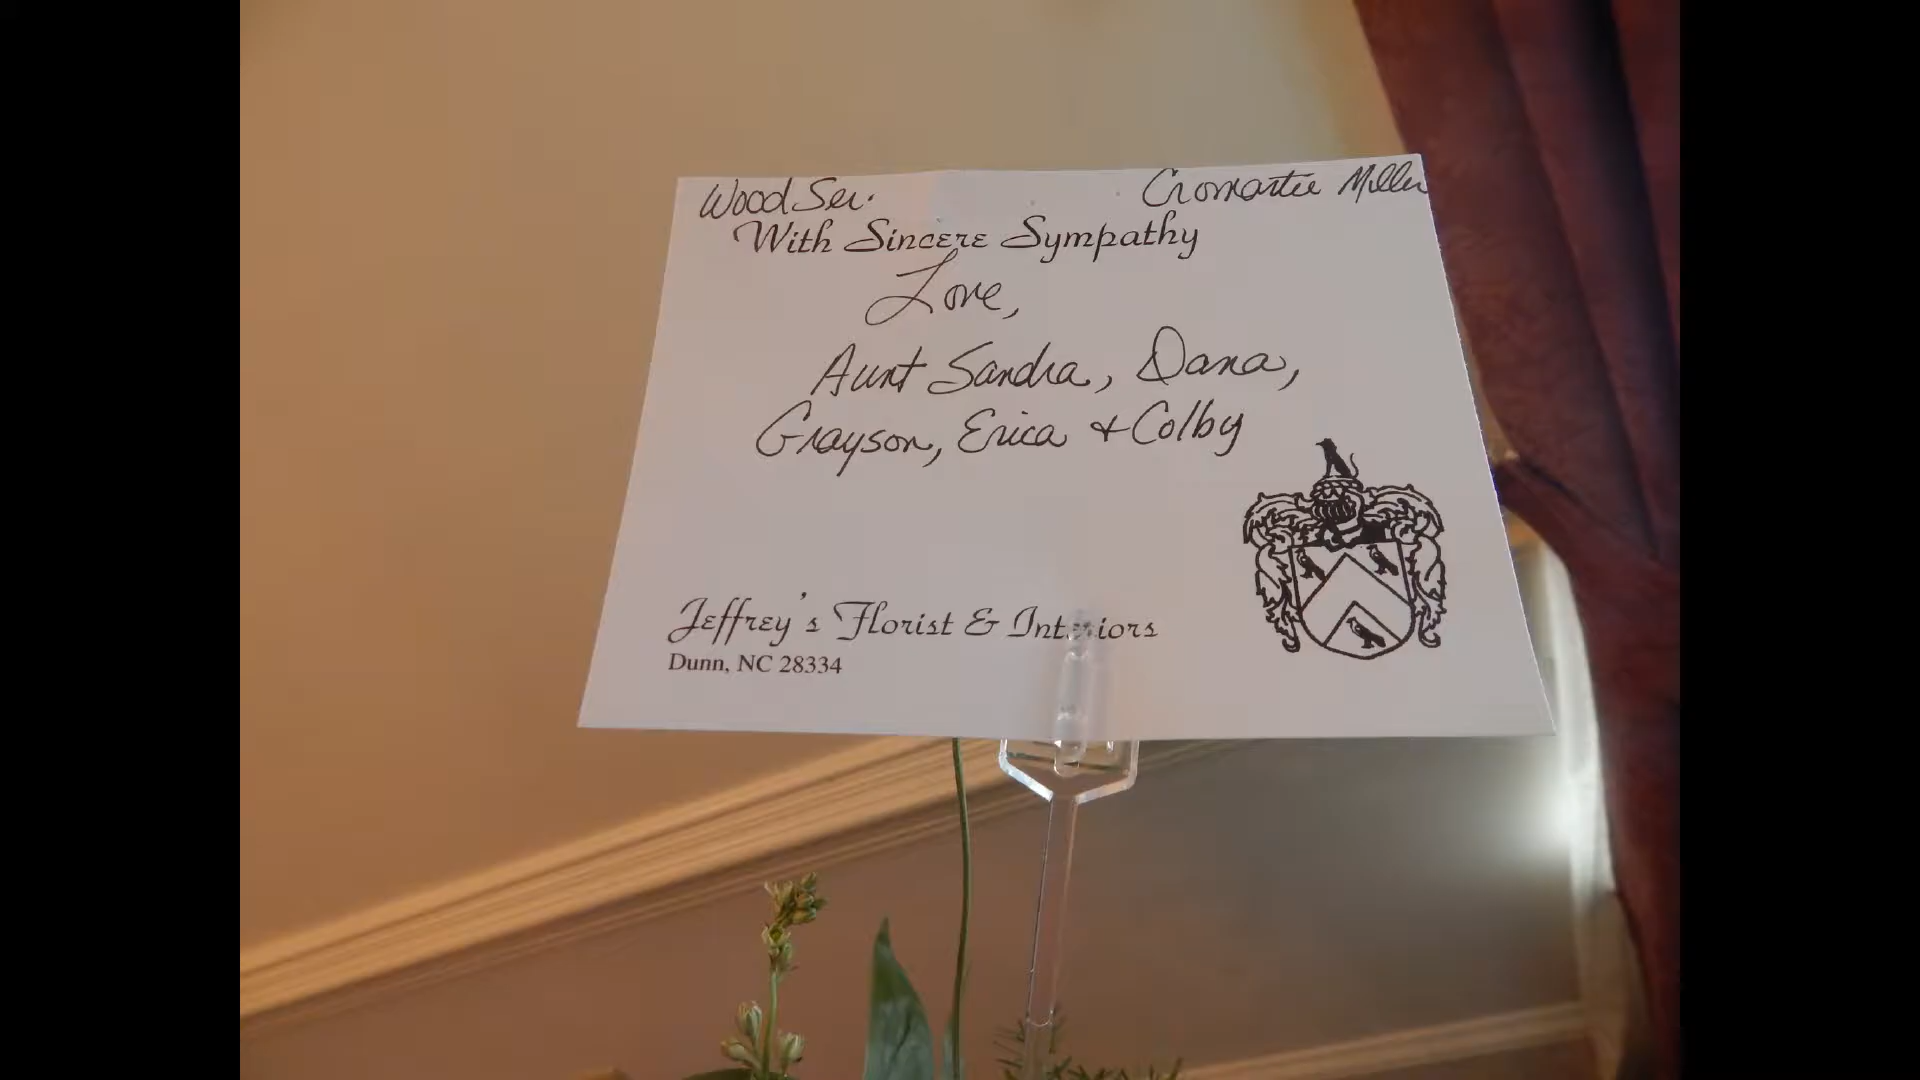 Wood Ser. Cromartie Miller
With Sincere Sympathy
Love,
Aunt Sandra, Dana,
Grayson, Erica + Colby
Jeffrey's Florist & Interiors
Dunn, NC 28334